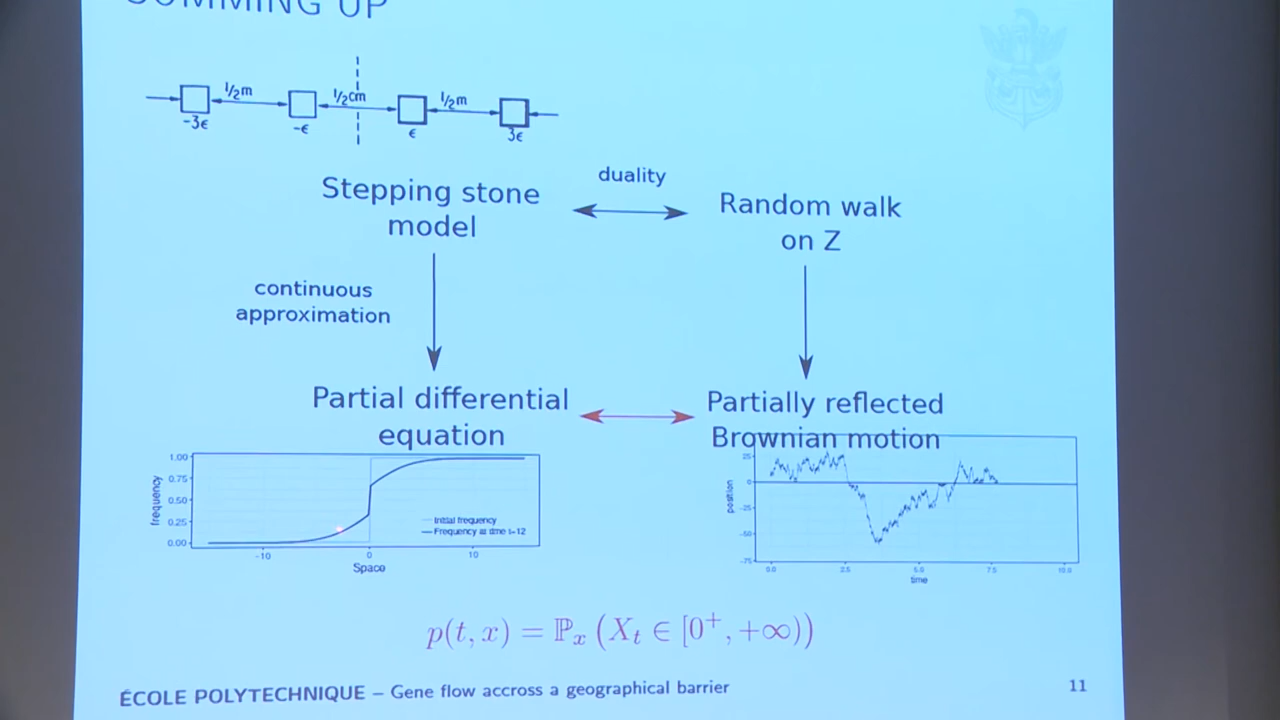 SUMMING UP
1/2m
1/2cm
1/2m
-3ϵ
-ϵ
ϵ
3ϵ
Stepping stone
model
duality
Random walk
on Z
continuous
approximation
Partial differential
equation
Partially reflected
Brownian motion
frequency
1.00
0.75
0.50
0.25
0.00
Initial frequency
Frequency at time t=12
-10
0
10
Space
position
25
0
-25
-50
-75
0.0
2.5
5.0
7.5
10.0
time
p(t, x) = ℙₓ (Xₜ ∈ [0⁺, +∞))
ÉCOLE POLYTECHNIQUE – Gene flow accross a geographical barrier
11